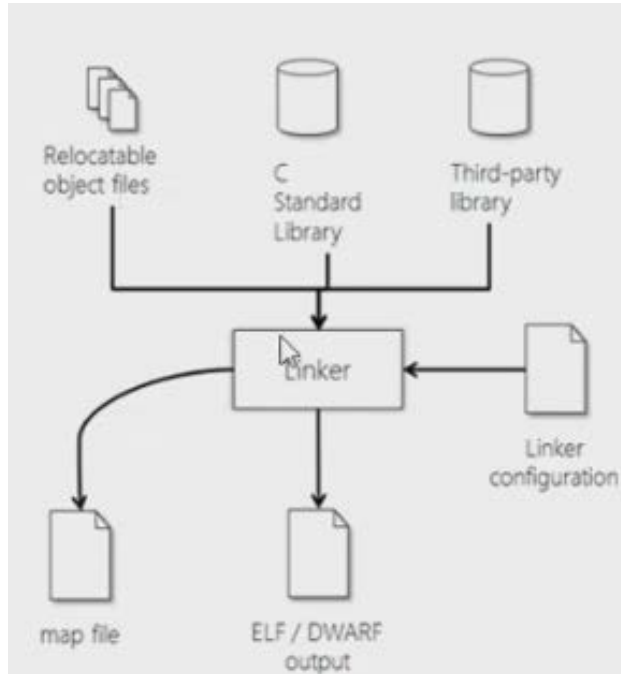 Relocatable
object files
C
Standard
Library
Third-party
library
Linker
Linker
configuration
map file
ELF / DWARF
output